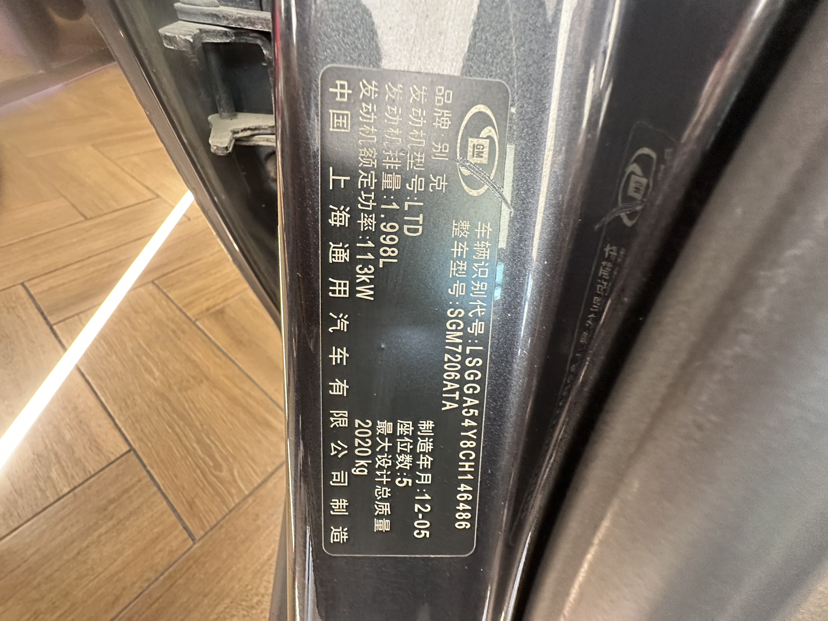 GM
车辆识别代号:LSGGA54Y8CH146486
品牌 别克
整车型号:SGM7206ATA
发动机型号:LTD
制造年月:12-05
发动机排量:1.998L
座位数:5
发动机额定功率:113kW
最大设计总质量
2020kg
中国 上海通用汽车有限公司制造